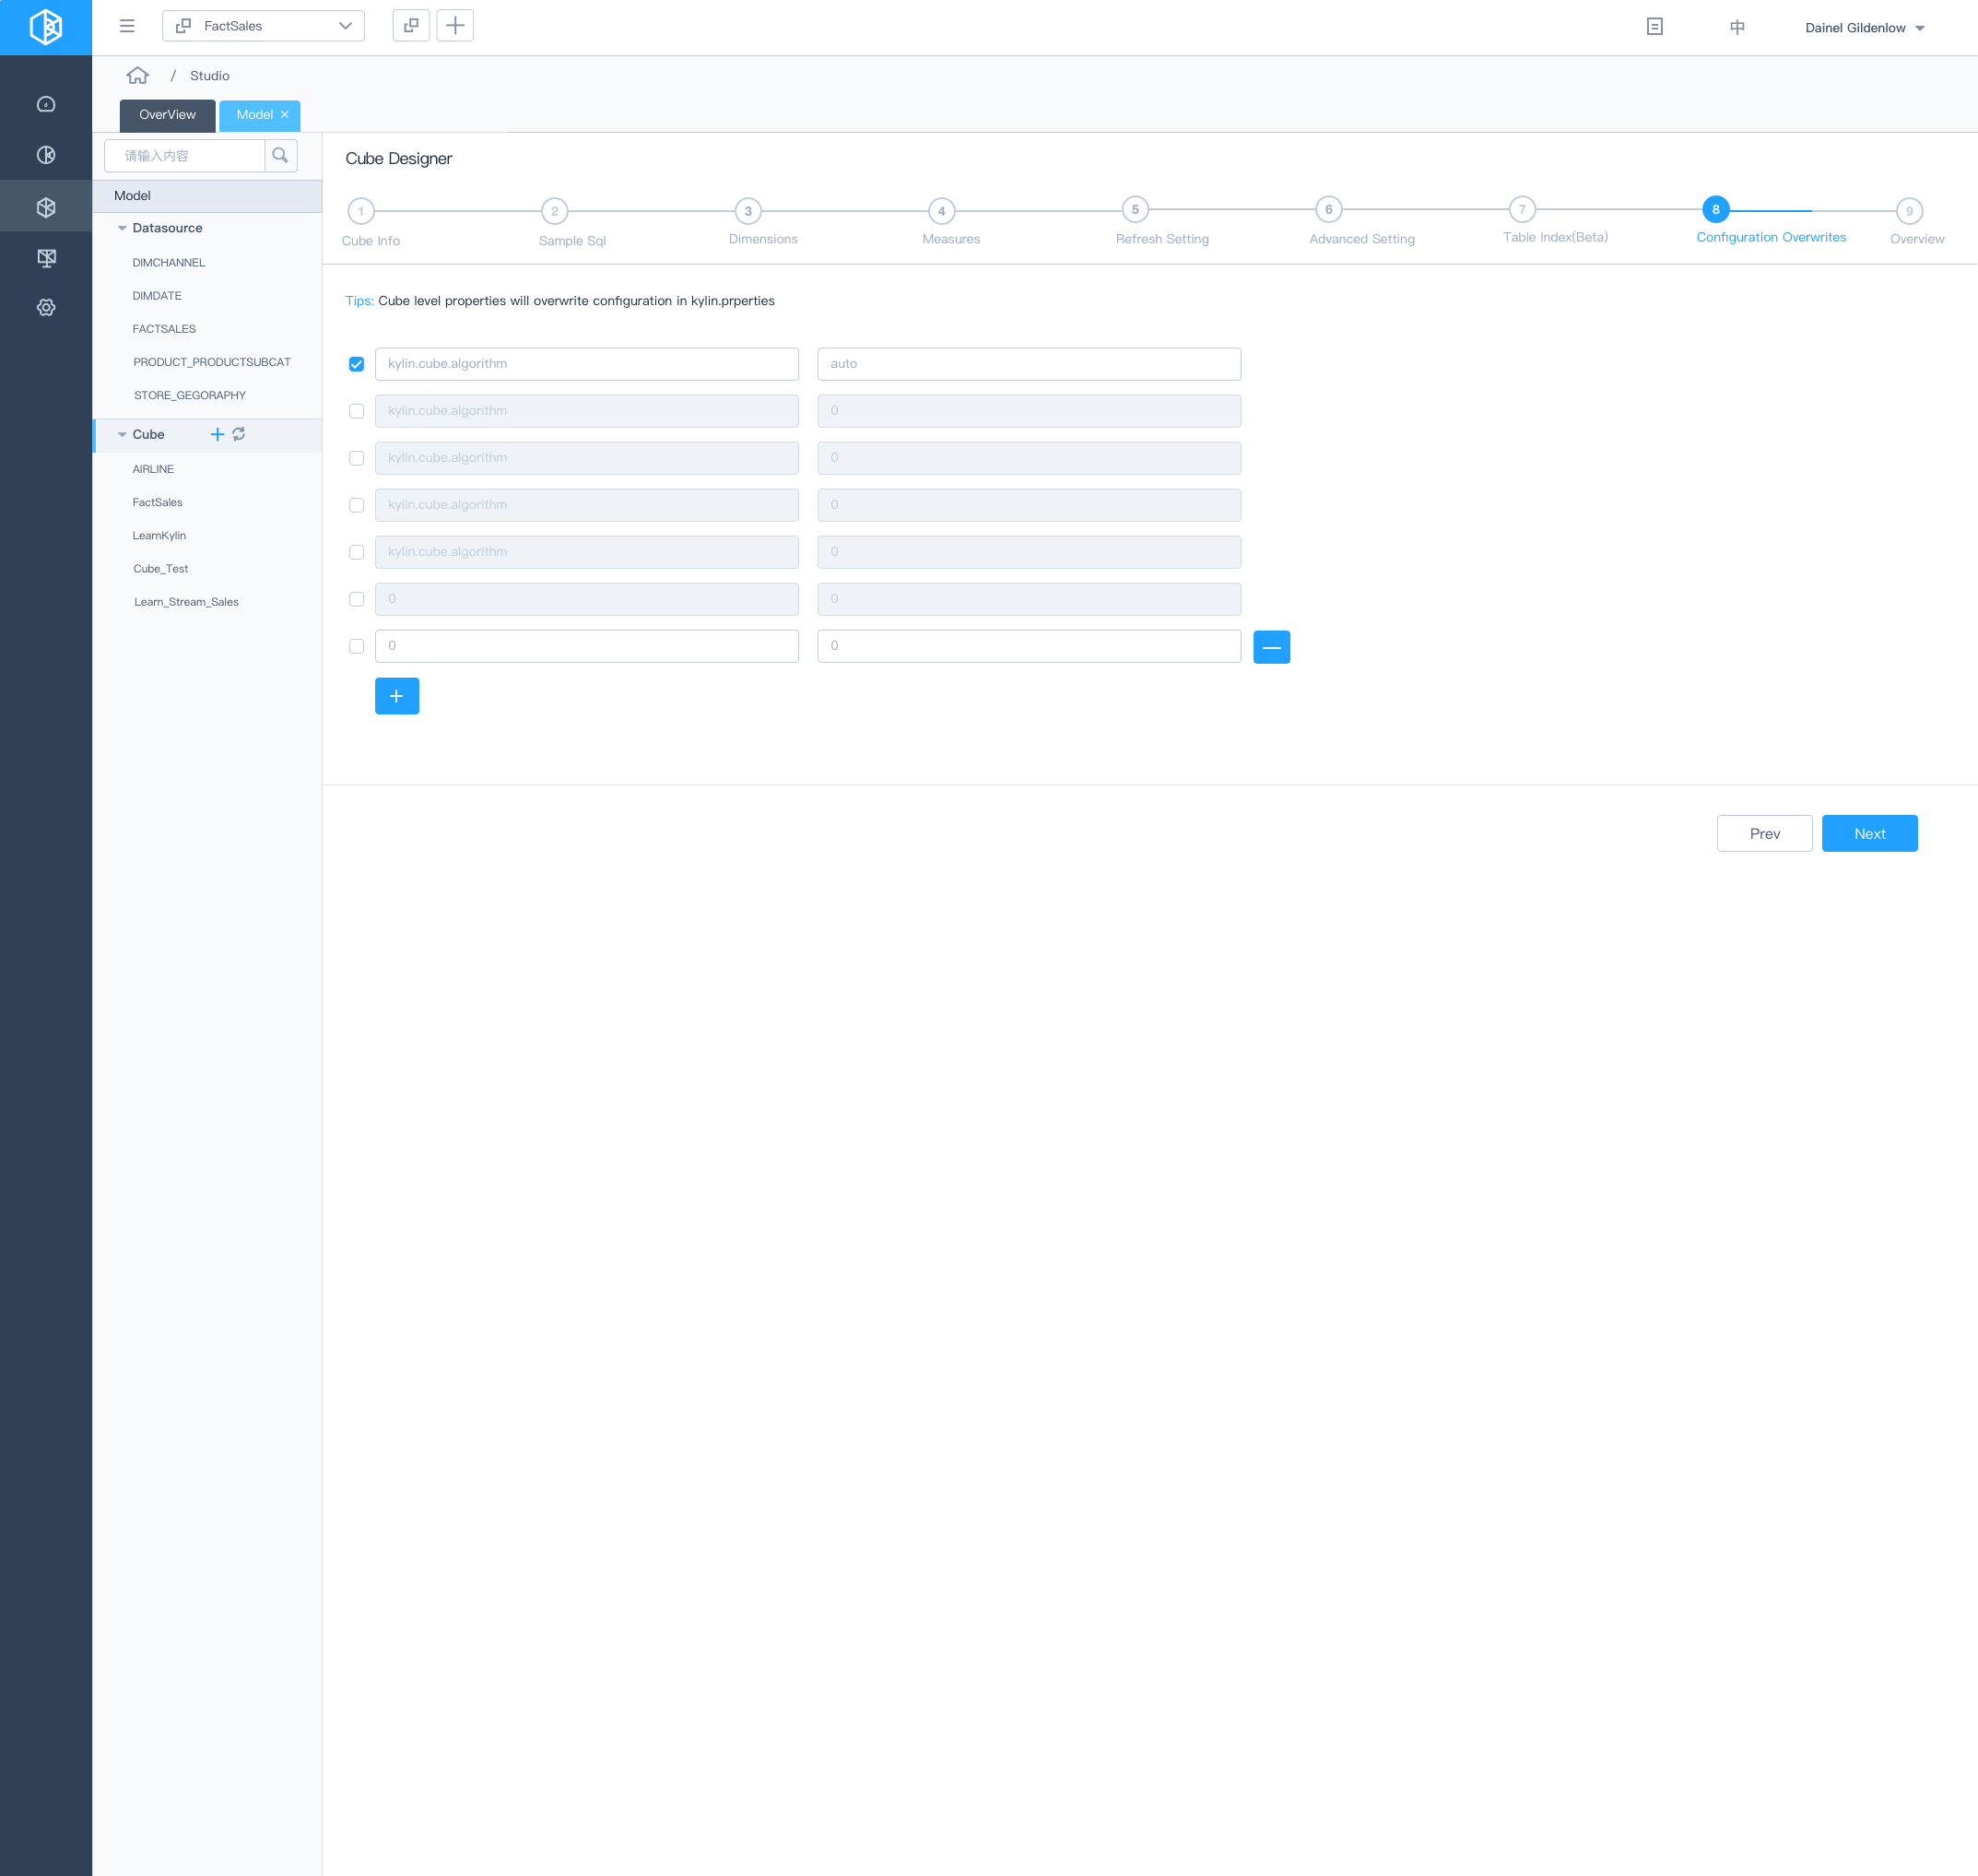 FactSales
中
Dainel Gildenlow
/ Studio
OverView
Model
请输入内容
Model
Datasource
DIMCHANNEL
DIMDATE
FACTSALES
PRODUCT_PRODUCTSUBCAT
STORE_GEGORAPHY
Cube
AIRLINE
FactSales
LearnKylin
Cube_Test
Learn_Stream_Sales
Cube Designer
1 2 3 4 5 6 7 8 9
Cube Info
Sample Sql
Dimensions
Measures
Refresh Setting
Advanced Setting
Table Index(Beta)
Configuration Overwrites
Overview
Tips: Cube level properties will overwrite configuration in kylin.prperties
kylin.cube.algorithm auto
kylin.cube.algorithm 0
kylin.cube.algorithm 0
kylin.cube.algorithm 0
kylin.cube.algorithm 0
0 0
0 0
Prev
Next